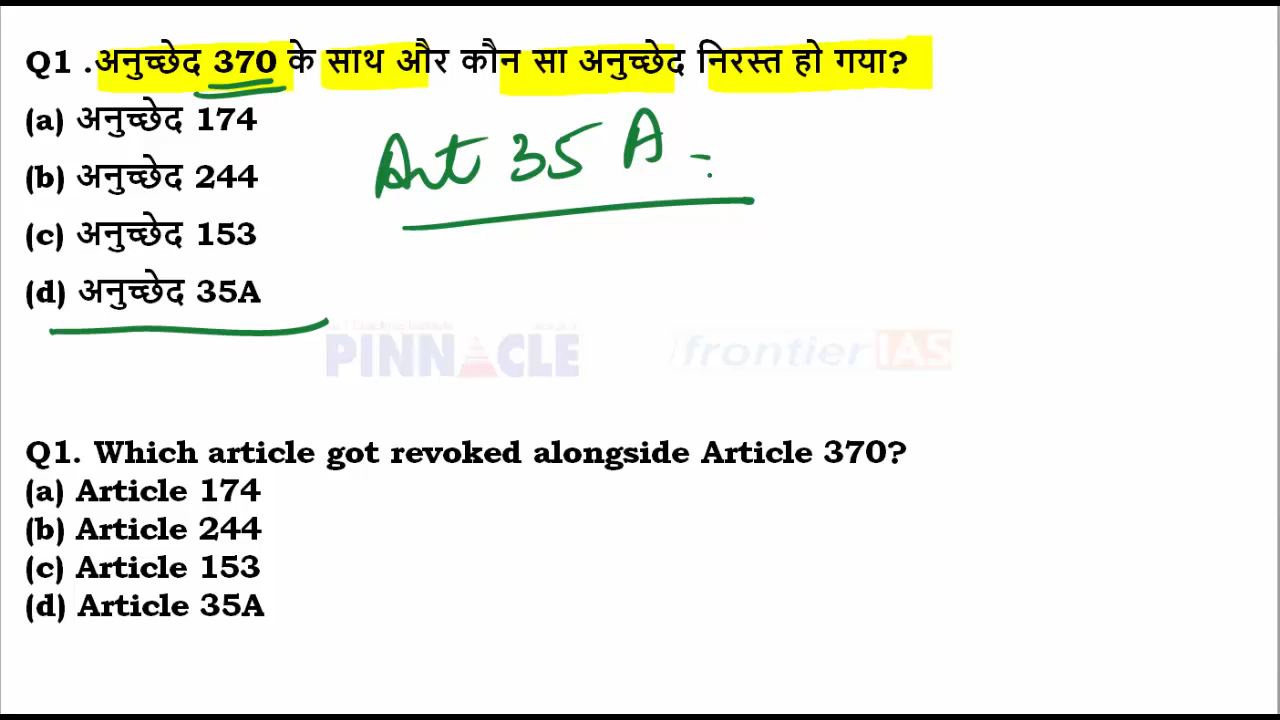 Q1 .अनुच्छेद 370 के साथ और कौन सा अनुच्छेद निरस्त हो गया?
(a) अनुच्छेद 174
Art 35 A
(b) अनुच्छेद 244
(c) अनुच्छेद 153
(d) अनुच्छेद 35A
PINNACLE
frontier IAS
Q1. Which article got revoked alongside Article 370?
(a) Article 174
(b) Article 244
(c) Article 153
(d) Article 35A